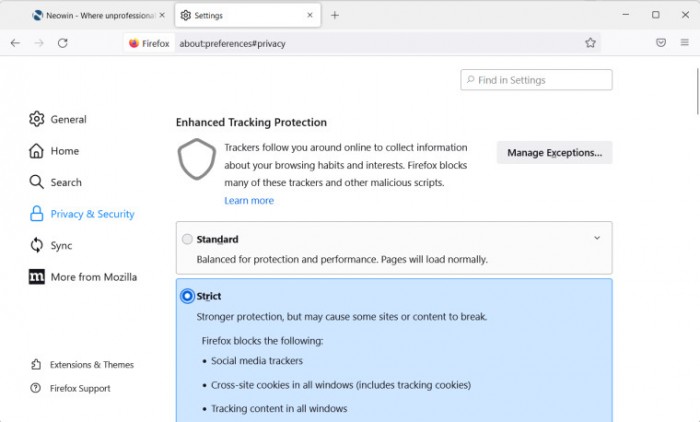 Neowin - Where unprofessional
Settings
Firefox
about:preferences#privacy
Find in Settings
General
Home
Search
Privacy & Security
Sync
More from Mozilla
Extensions & Themes
Firefox Support
Enhanced Tracking Protection
Trackers follow you around online to collect information
about your browsing habits and interests. Firefox blocks
many of these trackers and other malicious scripts.
Learn more
Manage Exceptions...
Standard
Balanced for protection and performance. Pages will load normally.
Strict
Stronger protection, but may cause some sites or content to break.
Firefox blocks the following:
• Social media trackers
• Cross-site cookies in all windows (includes tracking cookies)
• Tracking content in all windows